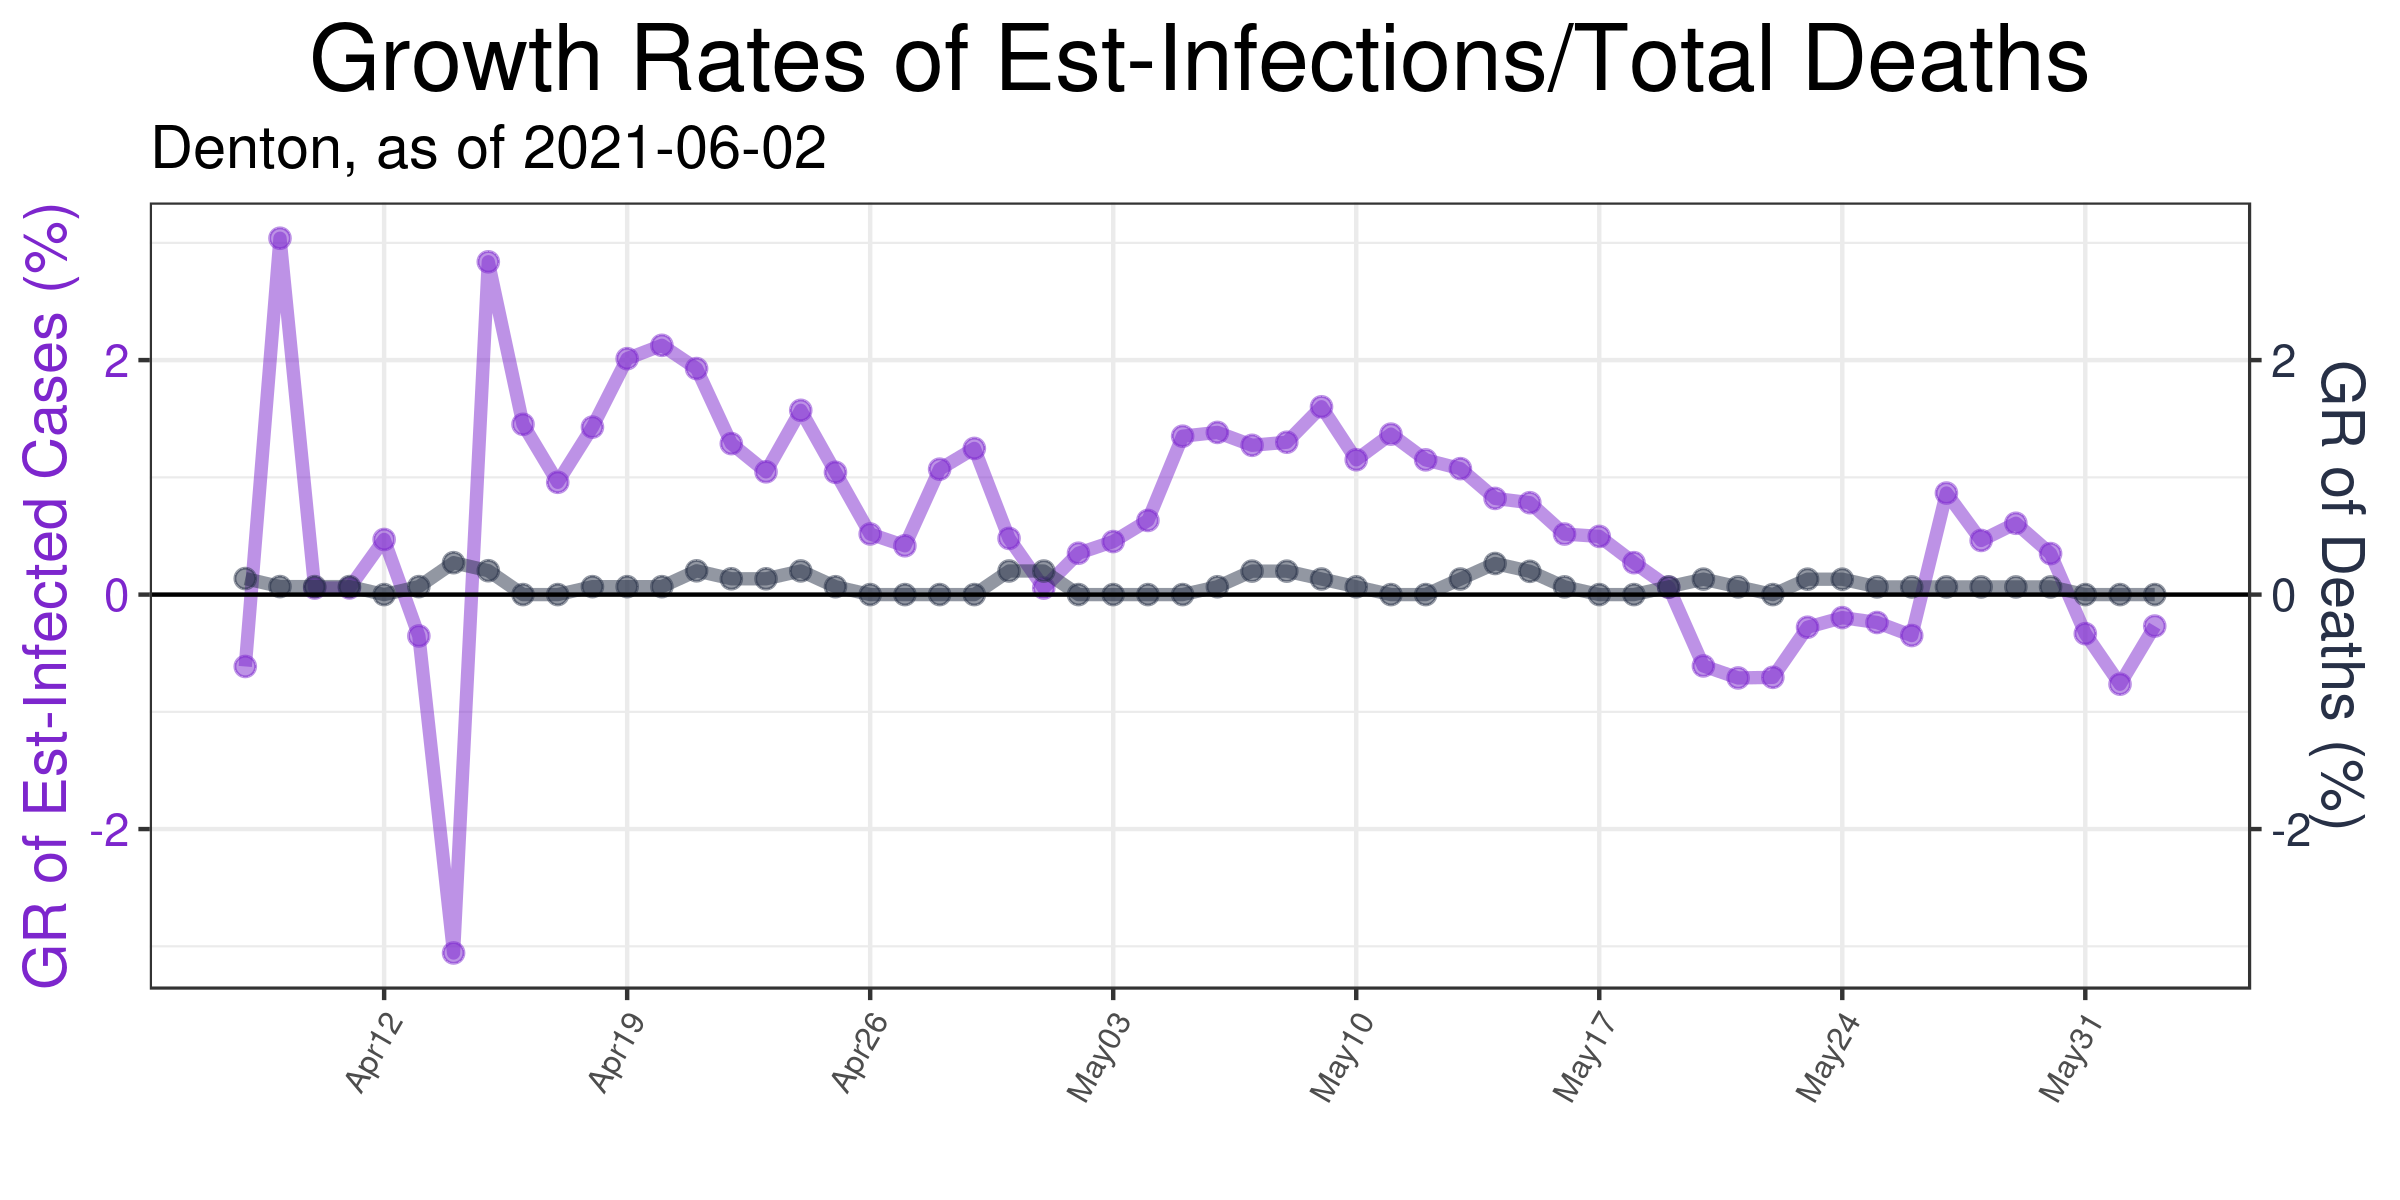 Growth Rates of Est-Infections/Total Deaths
Denton, as of 2021-06-02
GR of Est-Infected Cases (%)
2
0
-2
2
0
-2
GR of Deaths (%)
Apr12
Apr19
Apr26
May03
May10
May17
May24
May31